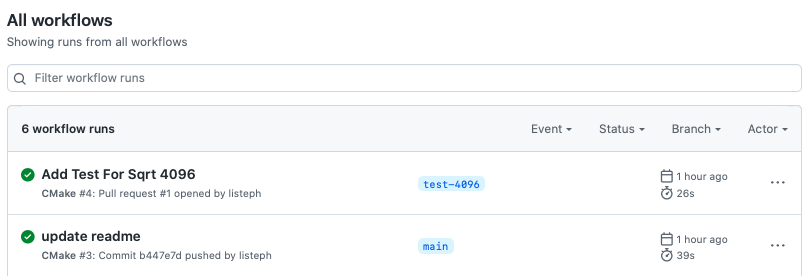 All workflows
Showing runs from all workflows
Filter workflow runs
6 workflow runs Event Status Branch Actor
Add Test For Sqrt 4096 test-4096 1 hour ago
CMake #4: Pull request #1 opened by listeph 26s
update readme main 1 hour ago
CMake #3: Commit b447e7d pushed by listeph 39s